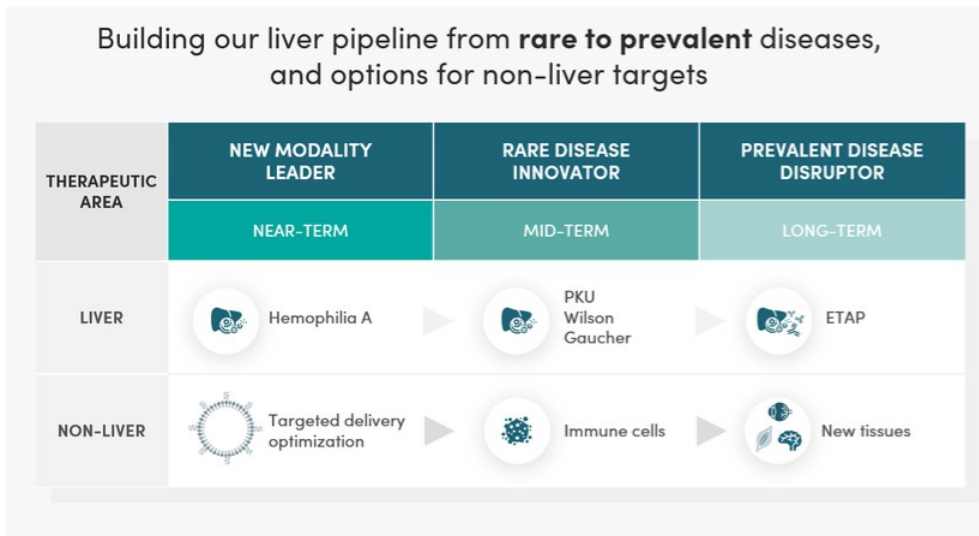 Building our liver pipeline from rare to prevalent diseases,
and options for non-liver targets
THERAPEUTIC
AREA
NEW MODALITY
LEADER
RARE DISEASE
INNOVATOR
PREVALENT DISEASE
DISRUPTOR
NEAR-TERM
MID-TERM
LONG-TERM
LIVER
Hemophilia A
PKU
Wilson
Gaucher
ETAP
NON-LIVER
Targeted delivery
optimization
Immune cells
New tissues